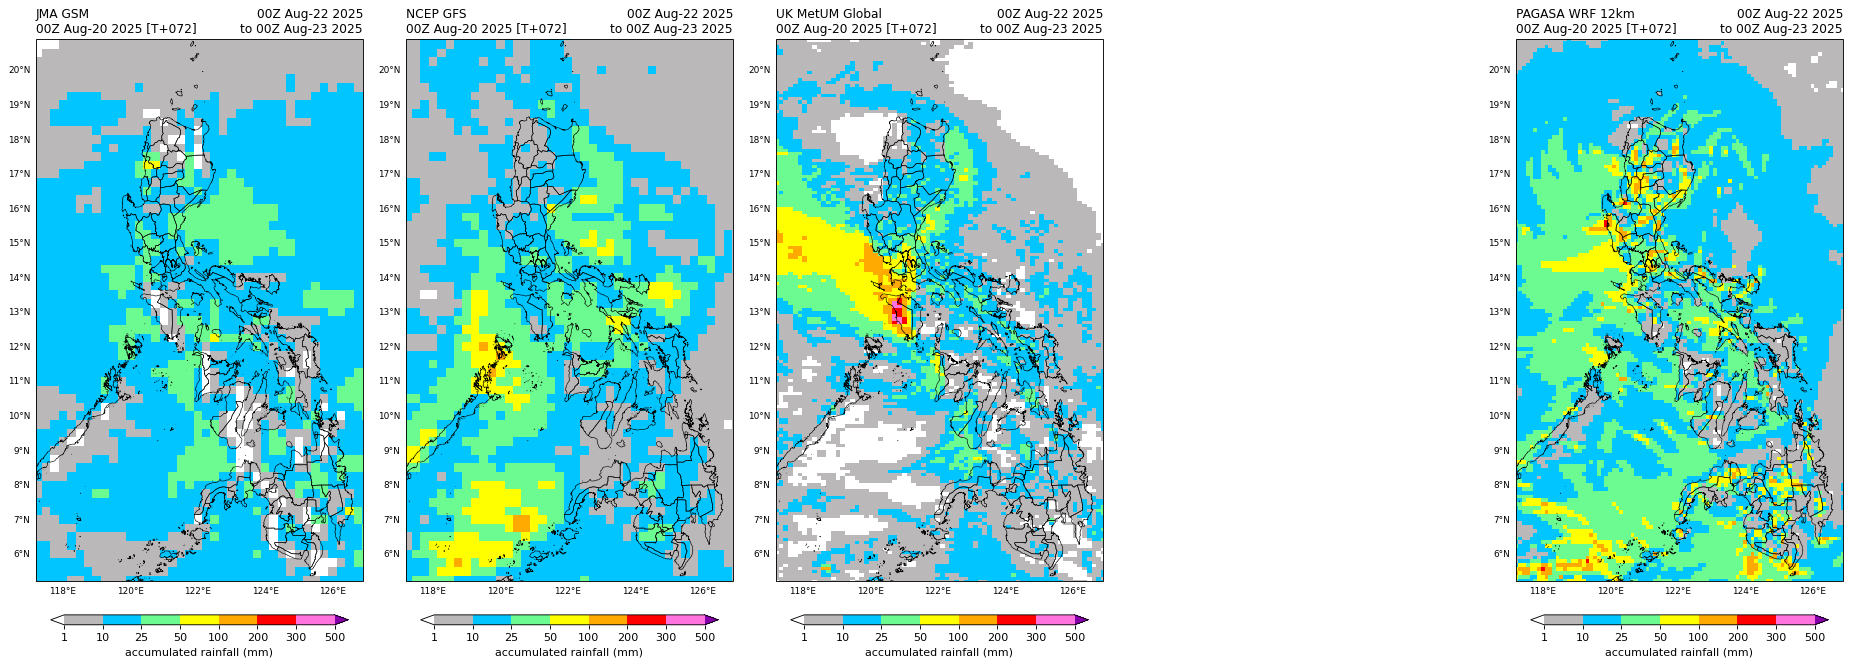 JMA GSM 00Z Aug-22 2025
00Z Aug-20 2025 [T+072] to 00Z Aug-23 2025
20°N
19°N
18°N
17°N
16°N
15°N
14°N
13°N
12°N
11°N
10°N
9°N
8°N
7°N
6°N
118°E 120°E 122°E 124°E 126°E
1 10 25 50 100 200 300 500
accumulated rainfall (mm)
NCEP GFS 00Z Aug-22 2025
00Z Aug-20 2025 [T+072] to 00Z Aug-23 2025
20°N
19°N
18°N
17°N
16°N
15°N
14°N
13°N
12°N
11°N
10°N
9°N
8°N
7°N
6°N
118°E 120°E 122°E 124°E 126°E
1 10 25 50 100 200 300 500
accumulated rainfall (mm)
UK MetUM Global 00Z Aug-22 2025
00Z Aug-20 2025 [T+072] to 00Z Aug-23 2025
20°N
19°N
18°N
17°N
16°N
15°N
14°N
13°N
12°N
11°N
10°N
9°N
8°N
7°N
6°N
118°E 120°E 122°E 124°E 126°E
1 10 25 50 100 200 300 500
accumulated rainfall (mm)
PAGASA WRF 12km 00Z Aug-22 2025
00Z Aug-20 2025 [T+072] to 00Z Aug-23 2025
20°N
19°N
18°N
17°N
16°N
15°N
14°N
13°N
12°N
11°N
10°N
9°N
8°N
7°N
6°N
118°E 120°E 122°E 124°E 126°E
1 10 25 50 100 200 300 500
accumulated rainfall (mm)